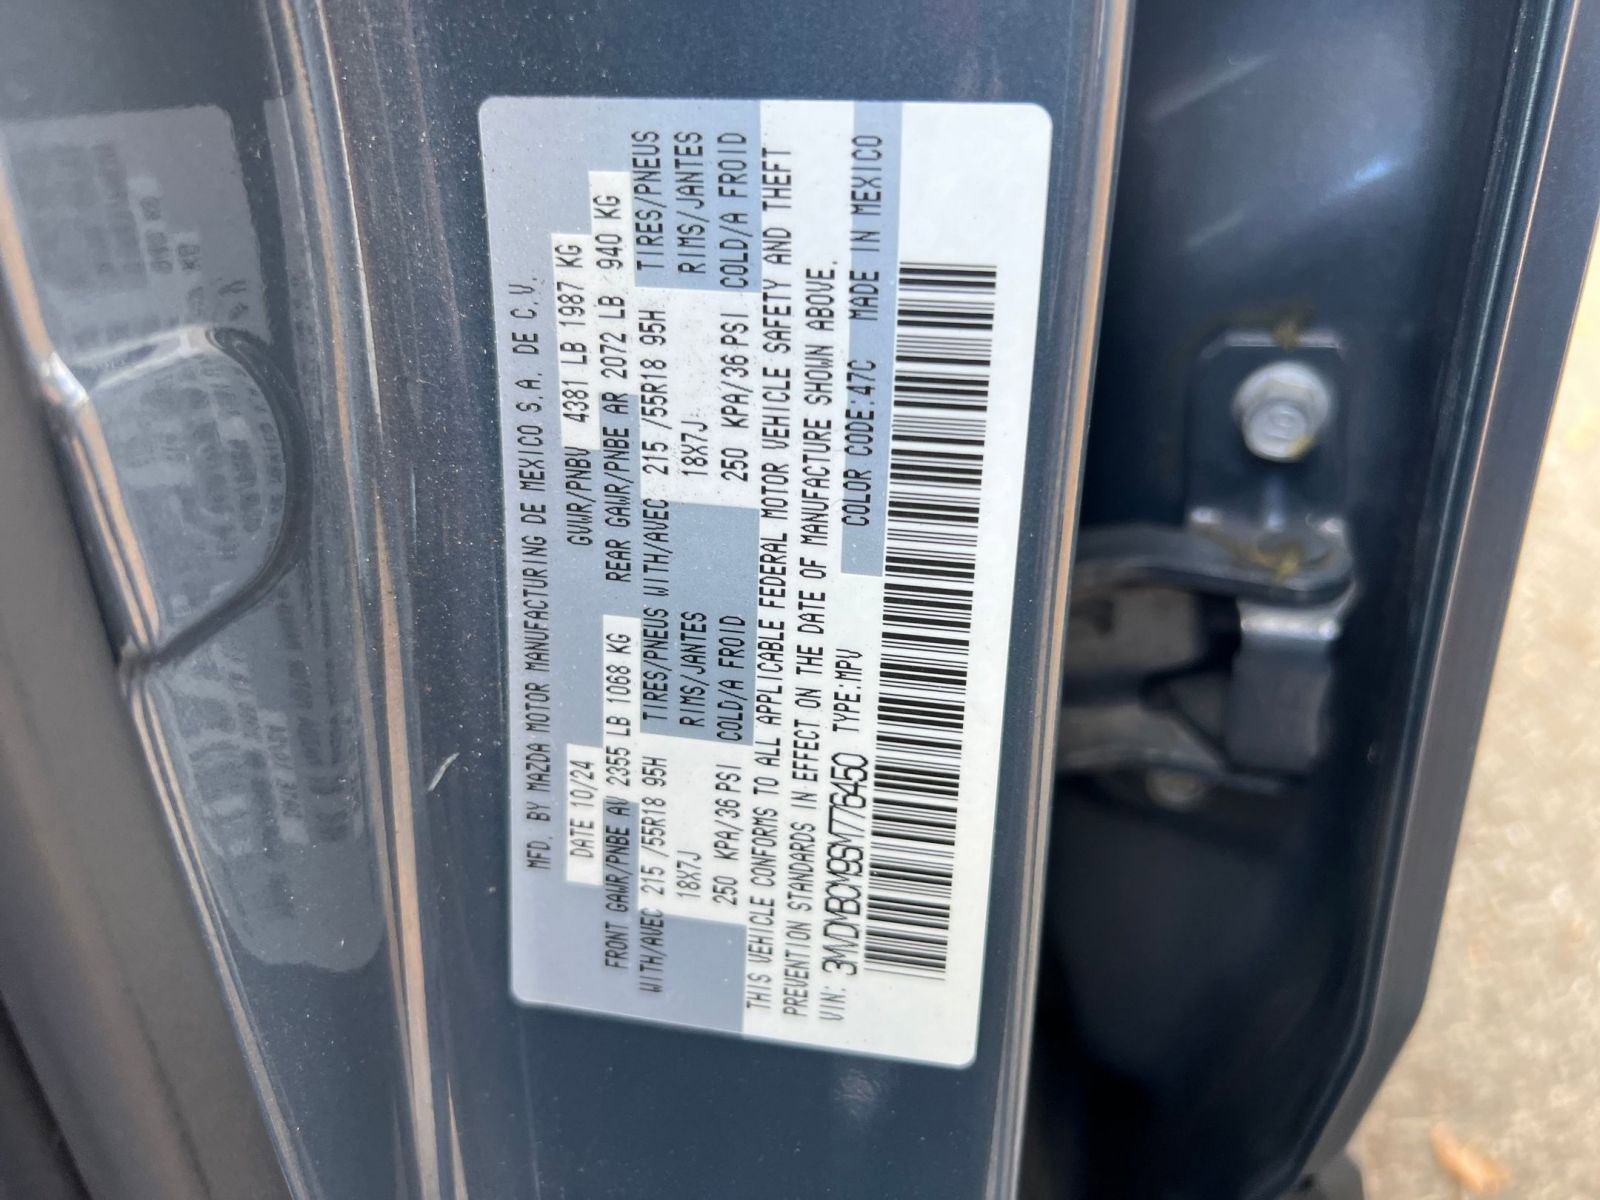 MFD. BY MAZDA MOTOR MANUFACTURING DE MEXICO S.A. DE C.V.
DATE 10/24 GVWR/PNBV 4381 LB 1987 KG
FRONT GAWR/PNBE AV 2355 LB 1068 KG REAR GAWR/PNBE AR 2072 LB 940 KG
WITH/AVEC 215 /55R18 95H TIRES/PNEUS WITH/AVEC 215 /55R18 95H TIRES/PNEUS
18X7J RIMS/JANTES 18X7J RIMS/JANTES
250 KPA/36 PSI COLD/A FROID 250 KPA/36 PSI COLD/A FROID
THIS VEHICLE CONFORMS TO ALL APPLICABLE FEDERAL MOTOR VEHICLE SAFETY AND THEFT
PREVENTION STANDARDS IN EFFECT ON THE DATE OF MANUFACTURE SHOWN ABOVE.
VIN: 3MVDMBCM9SM776450 TYPE:MPV COLOR CODE:47C MADE IN MEXICO